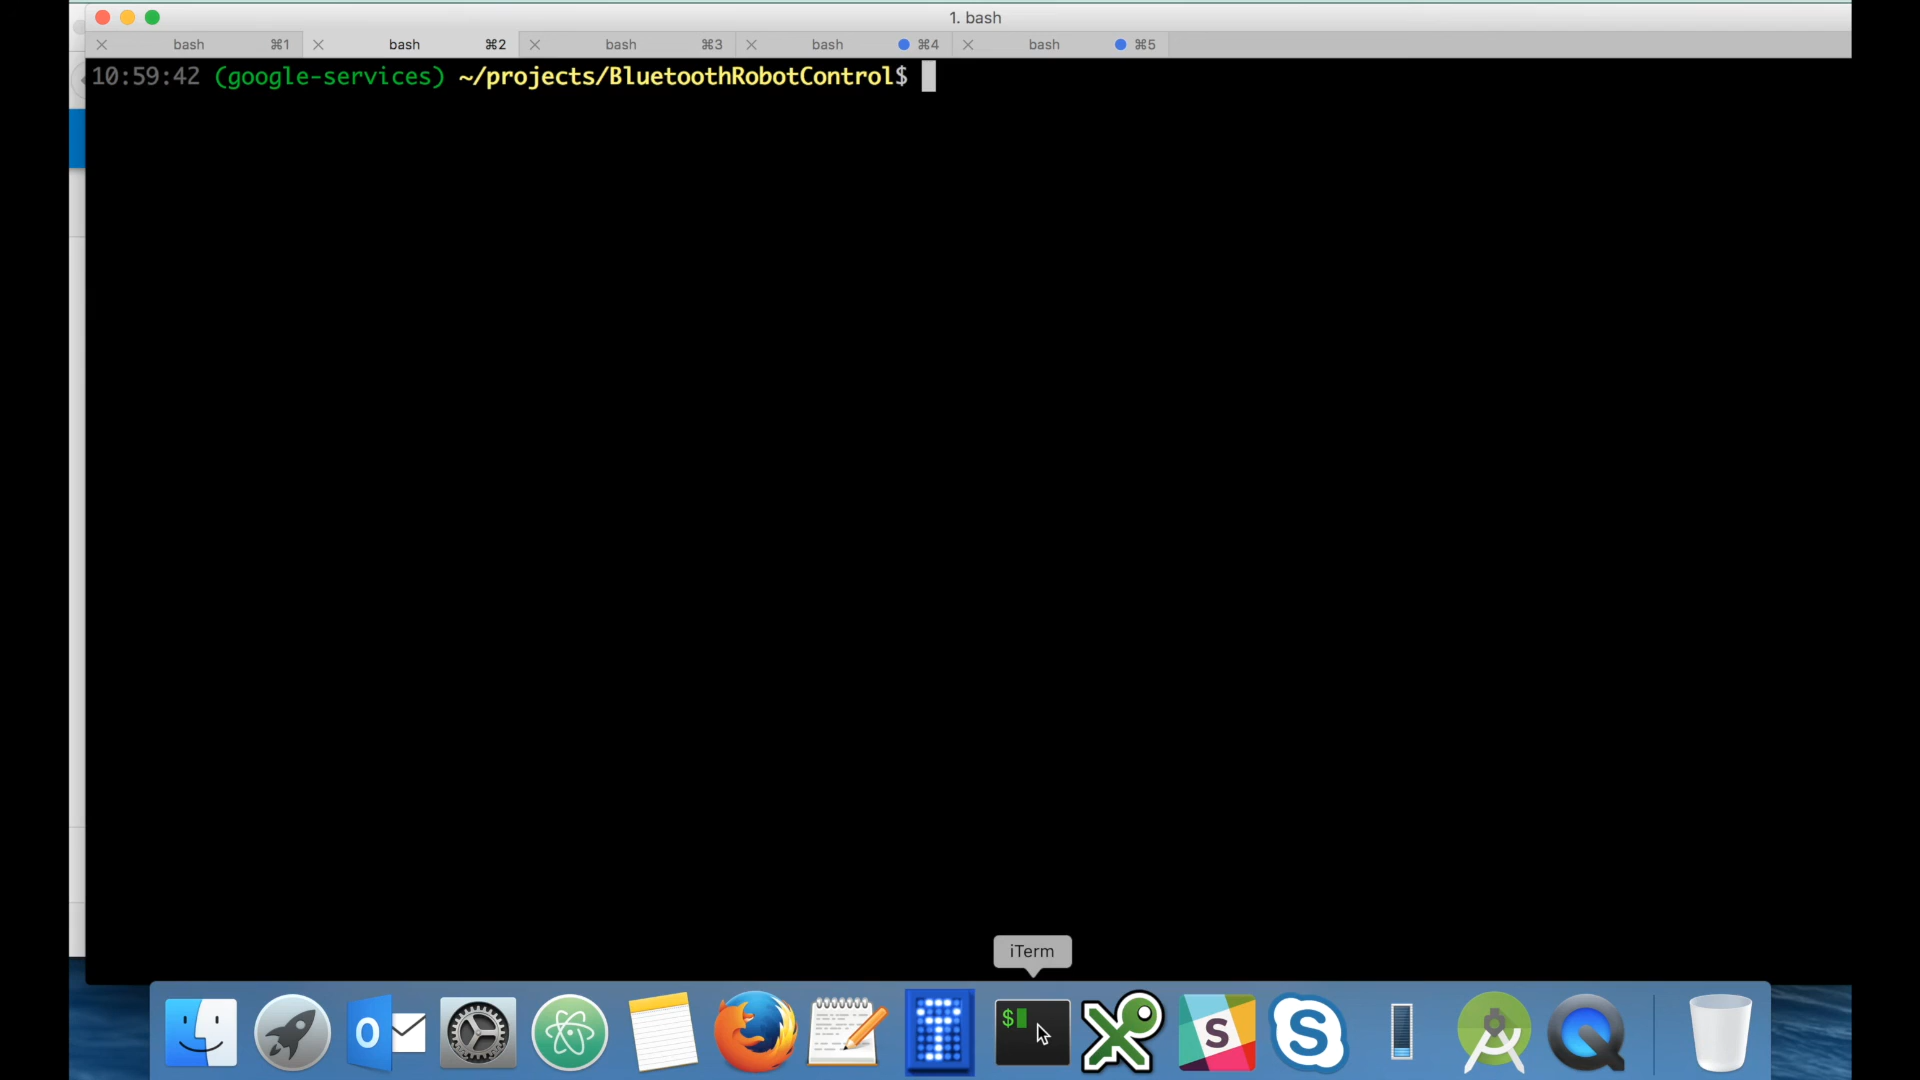 1. bash
bash ⌘1 bash ⌘2 bash ⌘3 bash ⌘4 bash ⌘5
10:59:42 (google-services) ~/projects/BluetoothRobotControl$
iTerm